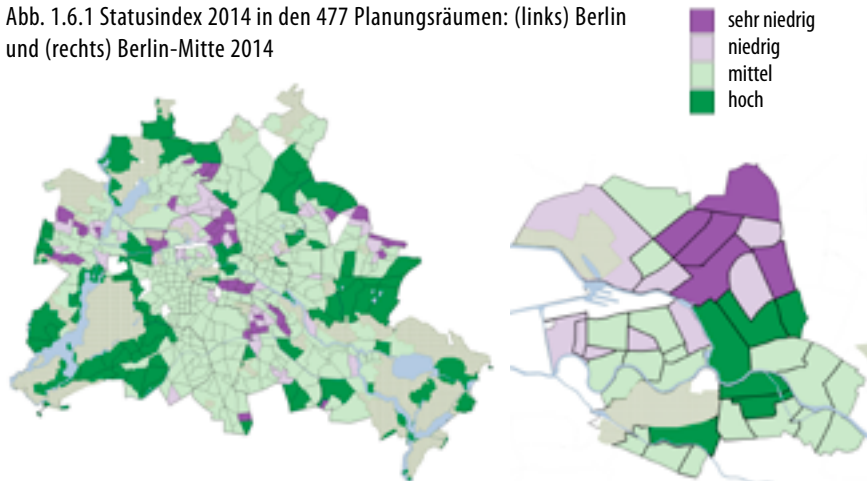 Abb. 1.6.1 Statusindex 2014 in den 477 Planungsräumen: (links) Berlin
und (rechts) Berlin-Mitte 2014
sehr niedrig
niedrig
mittel
hoch